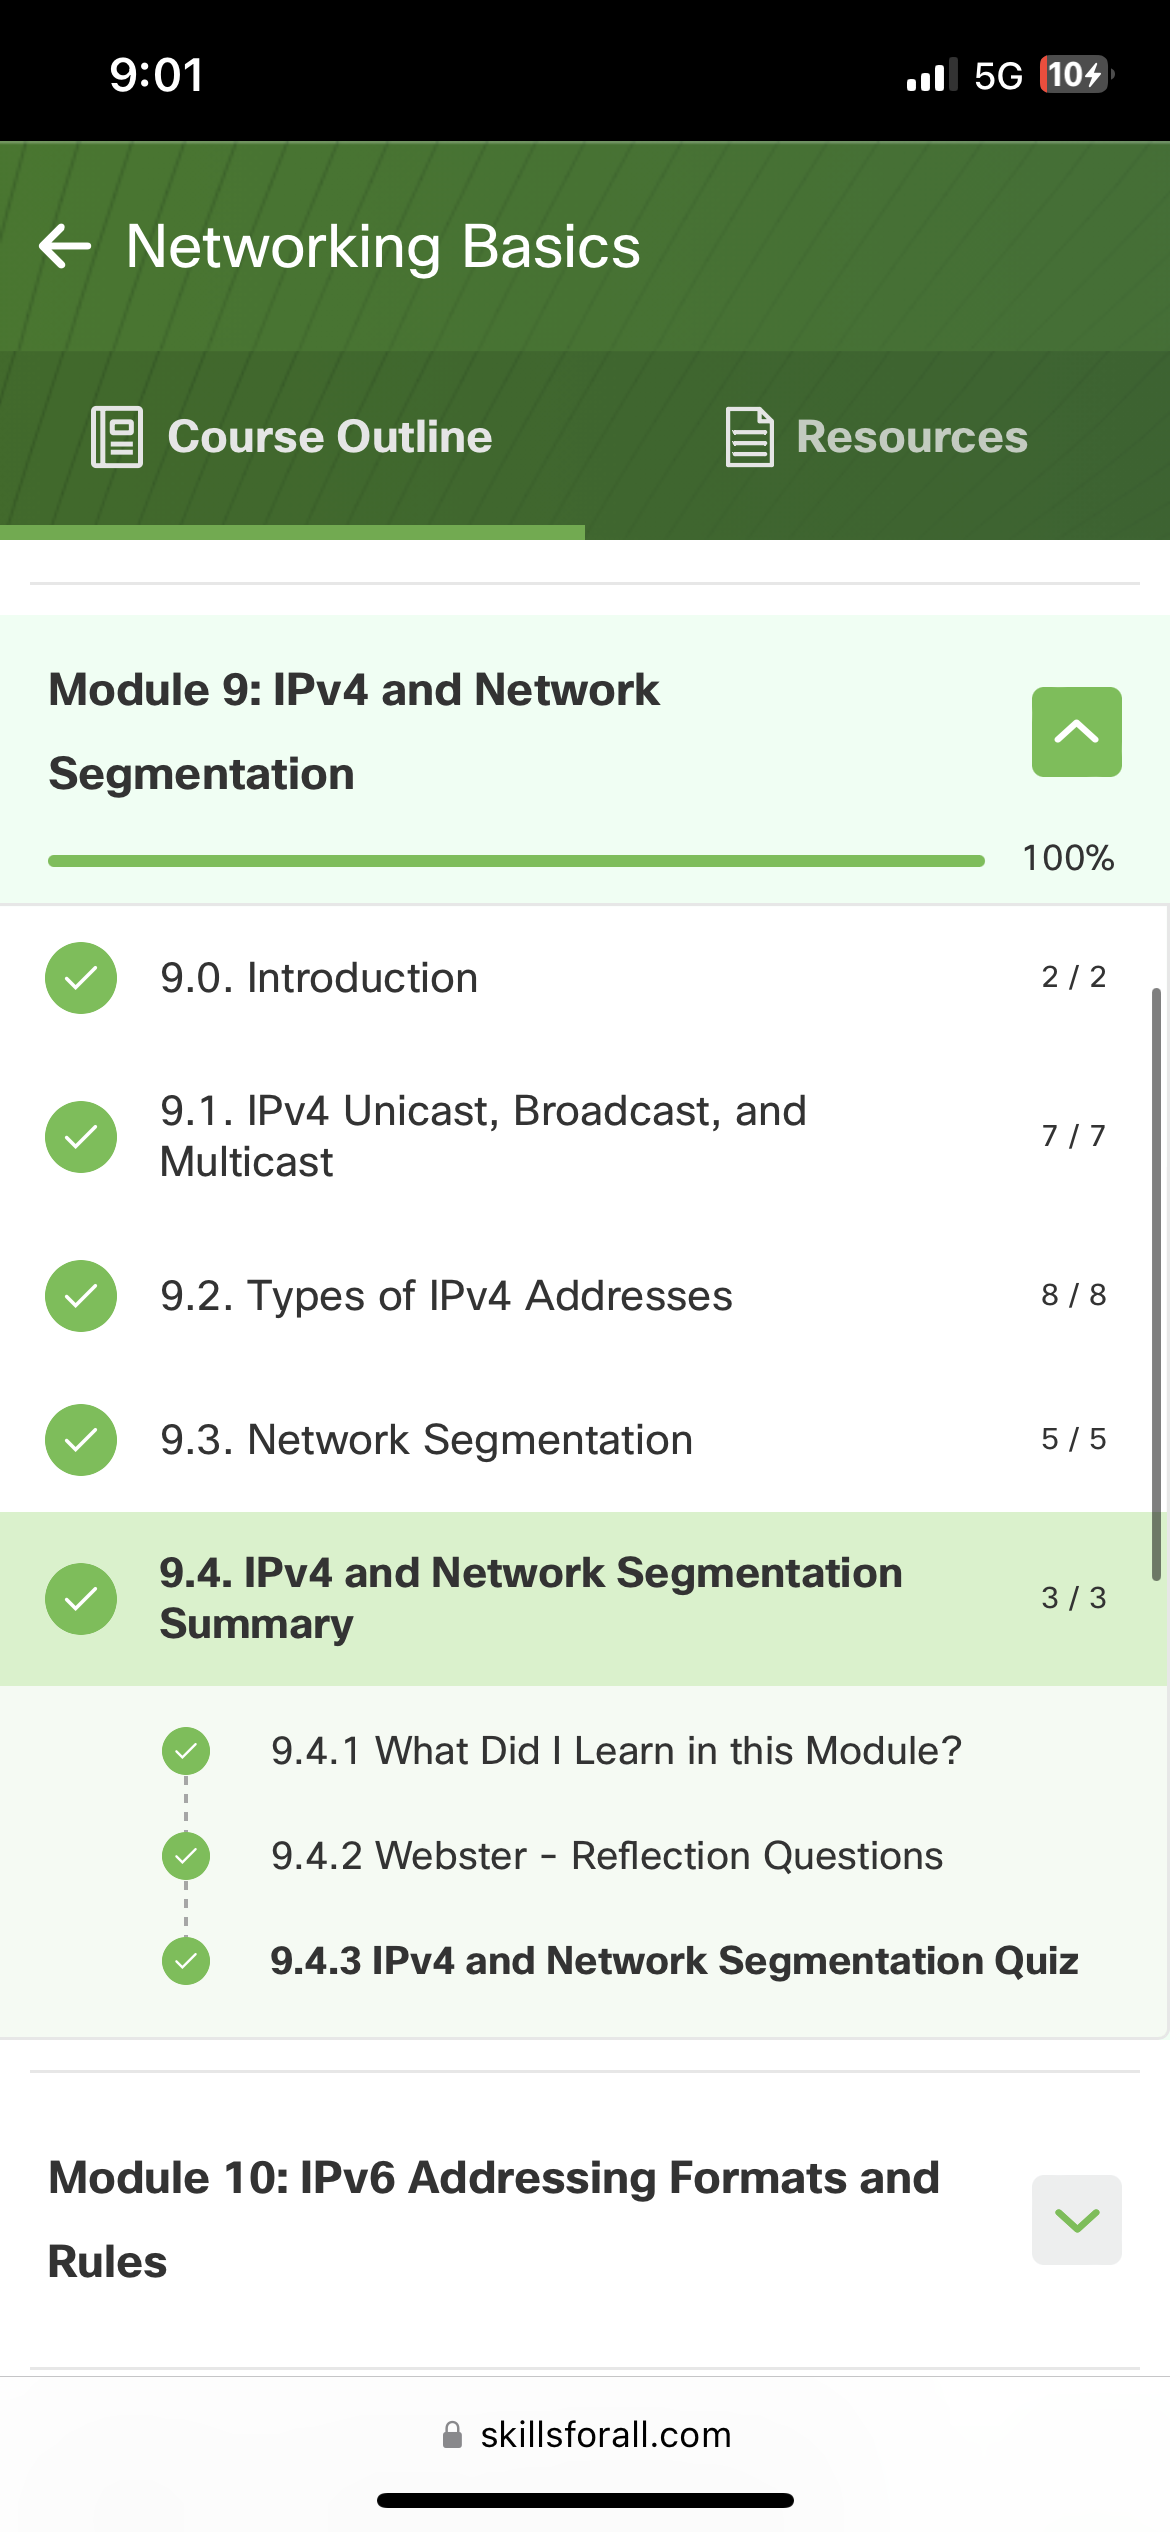 9:01
5G
10
Networking Basics
Course Outline
Resources
Module 9: IPv4 and Network
Segmentation
100%
9.0. Introduction
2 / 2
9.1. IPv4 Unicast, Broadcast, and
Multicast
7 / 7
9.2. Types of IPv4 Addresses
8 / 8
9.3. Network Segmentation
5 / 5
9.4. IPv4 and Network Segmentation
Summary
3 / 3
9.4.1 What Did I Learn in this Module?
9.4.2 Webster - Reflection Questions
9.4.3 IPv4 and Network Segmentation Quiz
Module 10: IPv6 Addressing Formats and
Rules
skillsforall.com